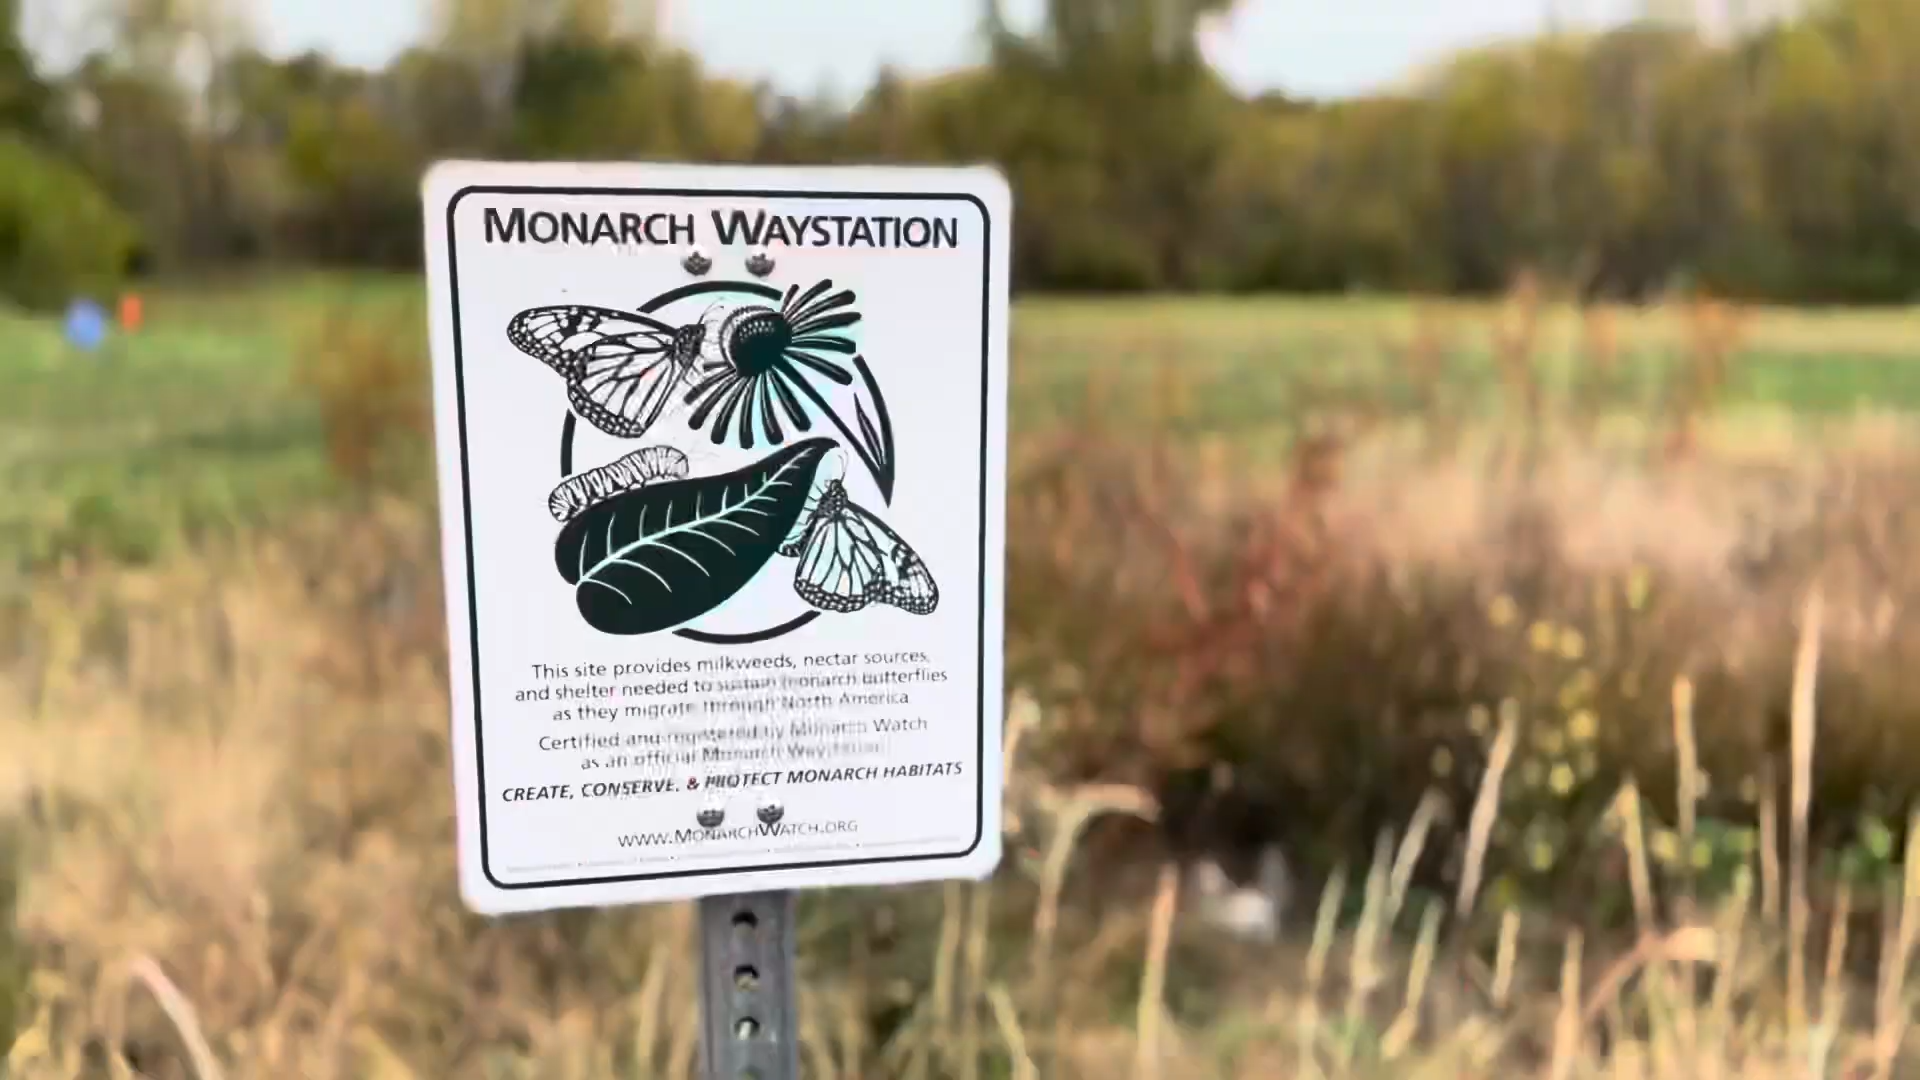 MONARCH WAYSTATION
This site provides milkweeds, nectar sources,
and shelter needed to sustain monarch butterflies
as they migrate through North America
Certified and registered by Monarch Watch
as an official Monarch Waystation
CREATE, CONSERVE, & PROTECT MONARCH HABITATS
WWW.MONARCHWATCH.ORG